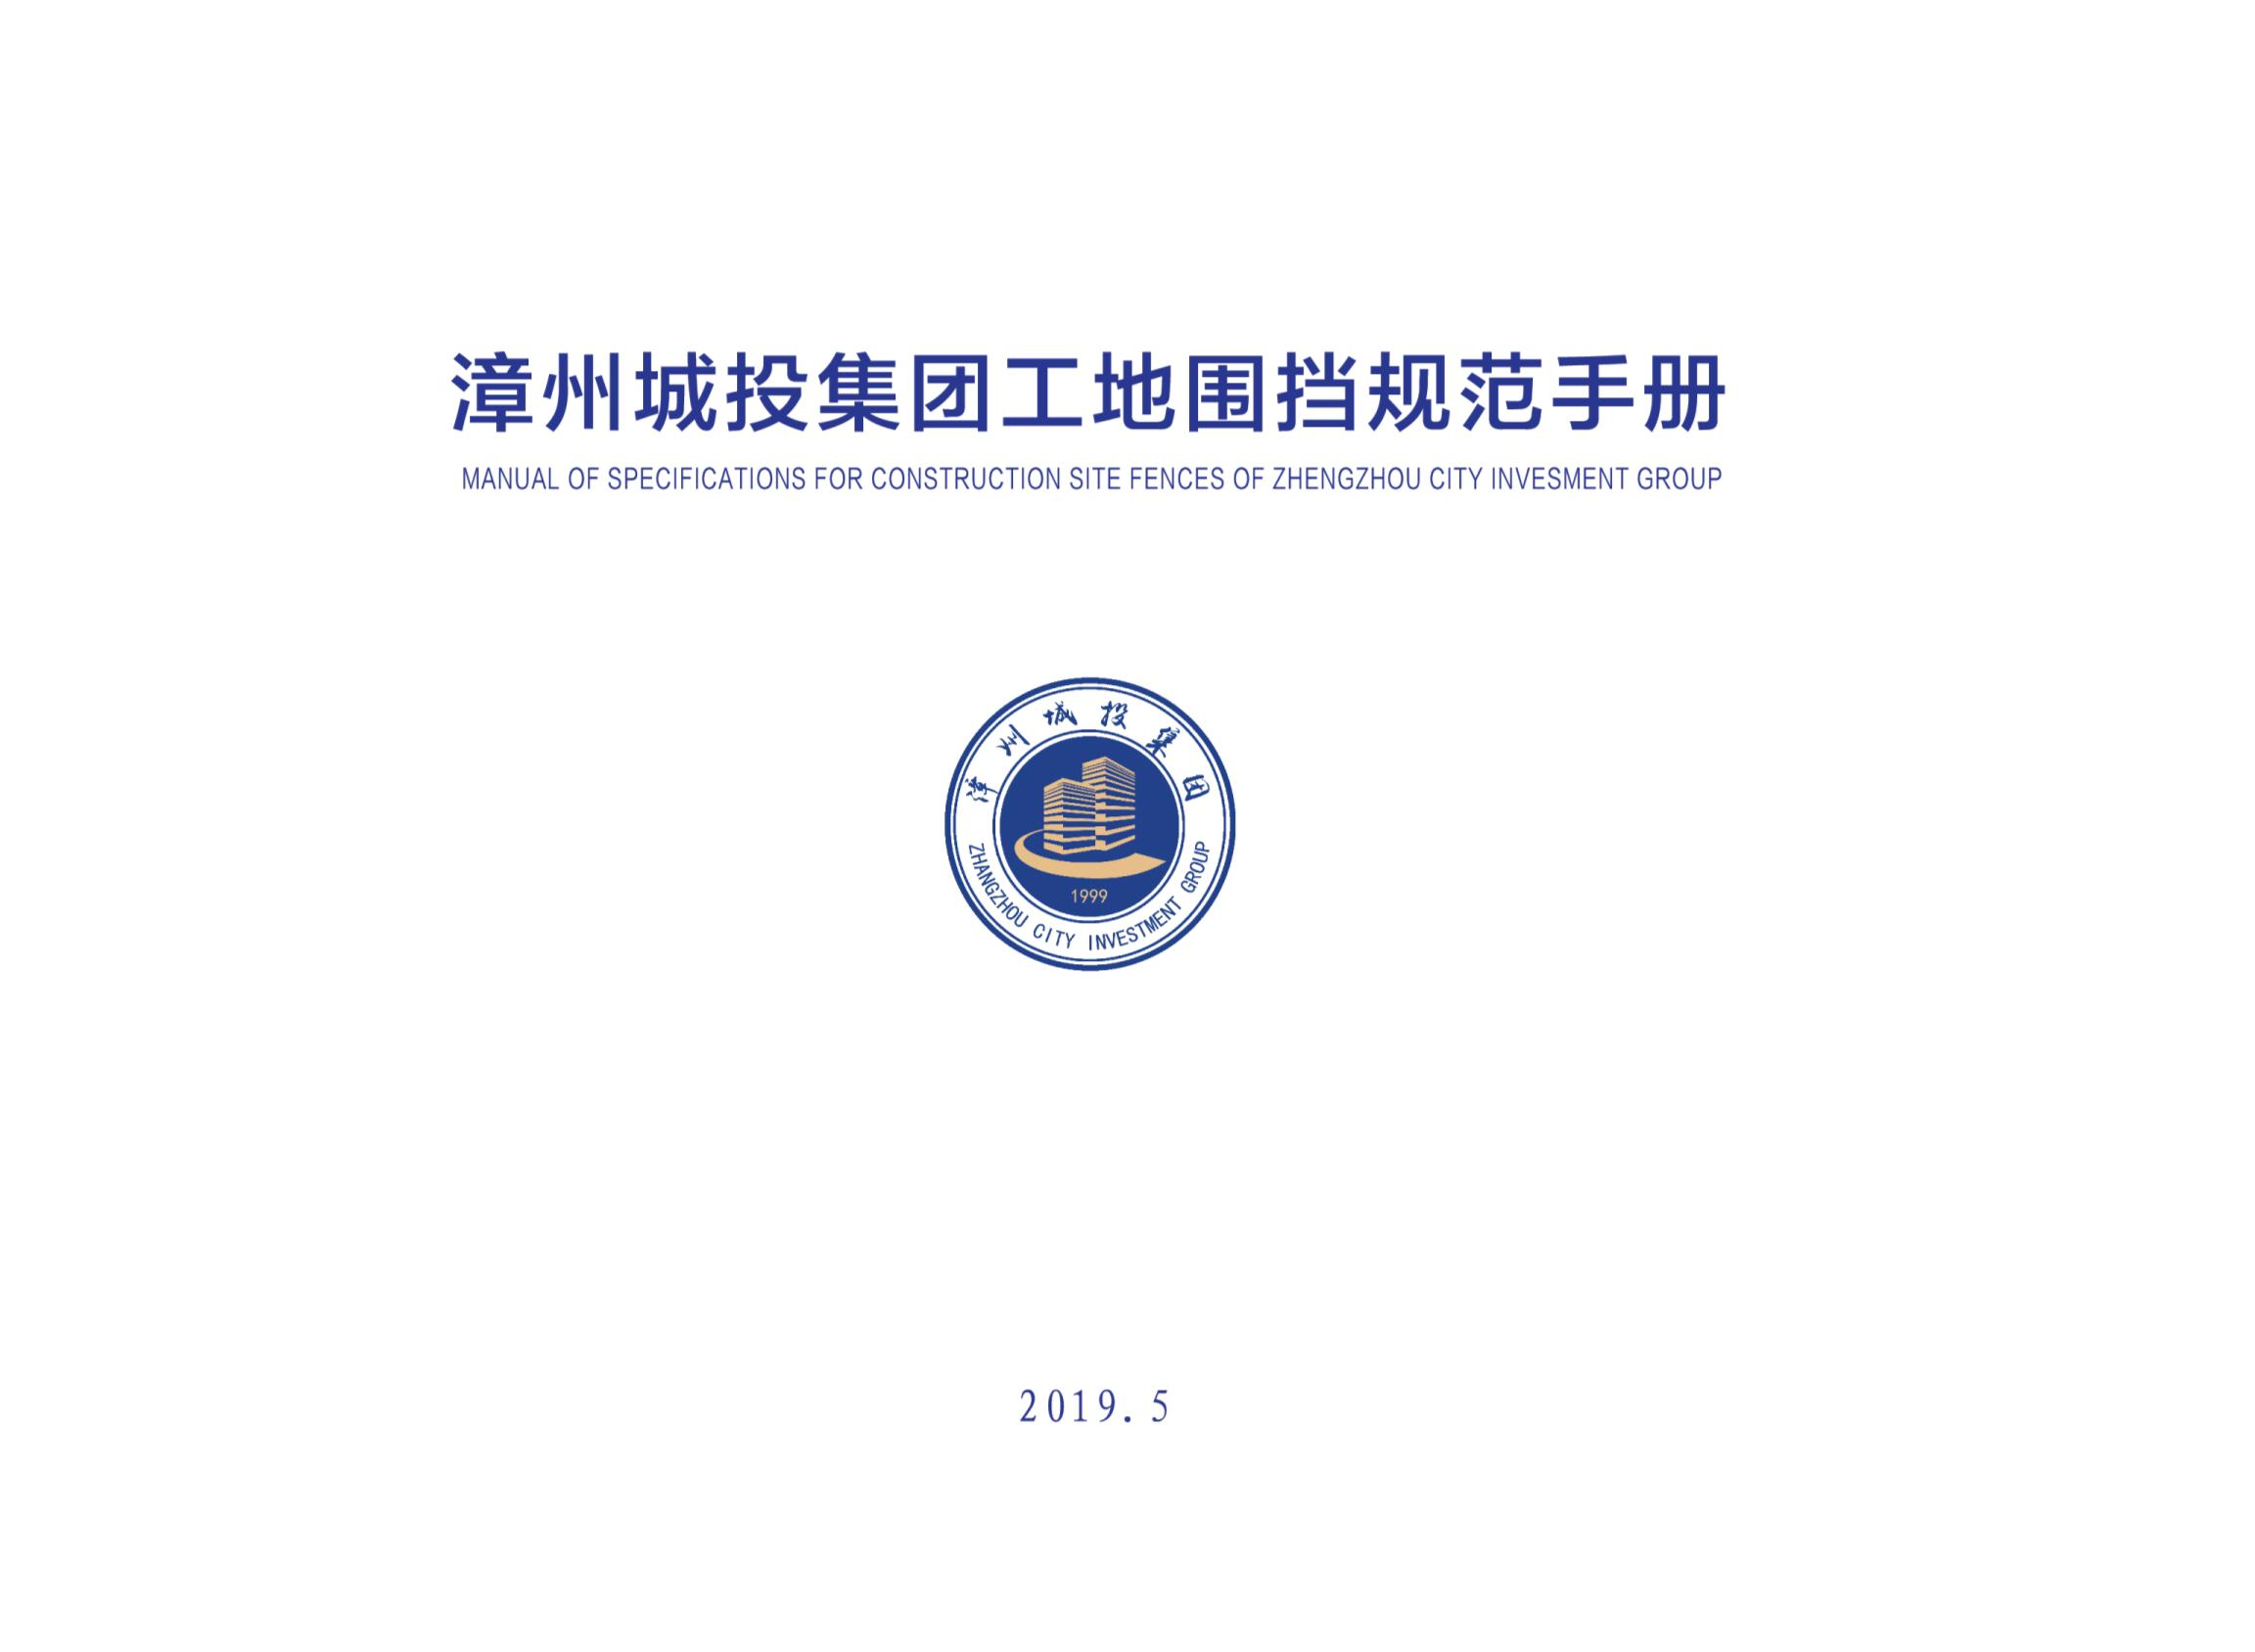 漳州城投集团工地围挡规范手册
MANUAL OF SPECIFICATIONS FOR CONSTRUCTION SITE FENCES OF ZHENGZHOU CITY INVESMENT GROUP
漳州城投集团
1999
ZHANGZHOU CITY INVESTMENT GROUP
2019.5